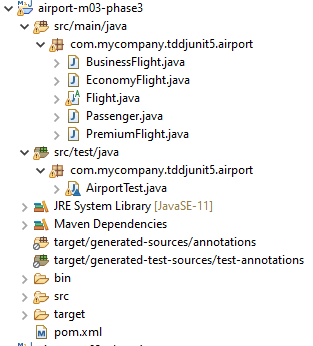 airport-m03-phase3
src/main/java
com.mycompany.tddjunit5.airport
BusinessFlight.java
EconomyFlight.java
Flight.java
Passenger.java
PremiumFlight.java
src/test/java
com.mycompany.tddjunit5.airport
AirportTest.java
JRE System Library [JavaSE-11]
Maven Dependencies
target/generated-sources/annotations
target/generated-test-sources/test-annotations
bin
src
target
pom.xml